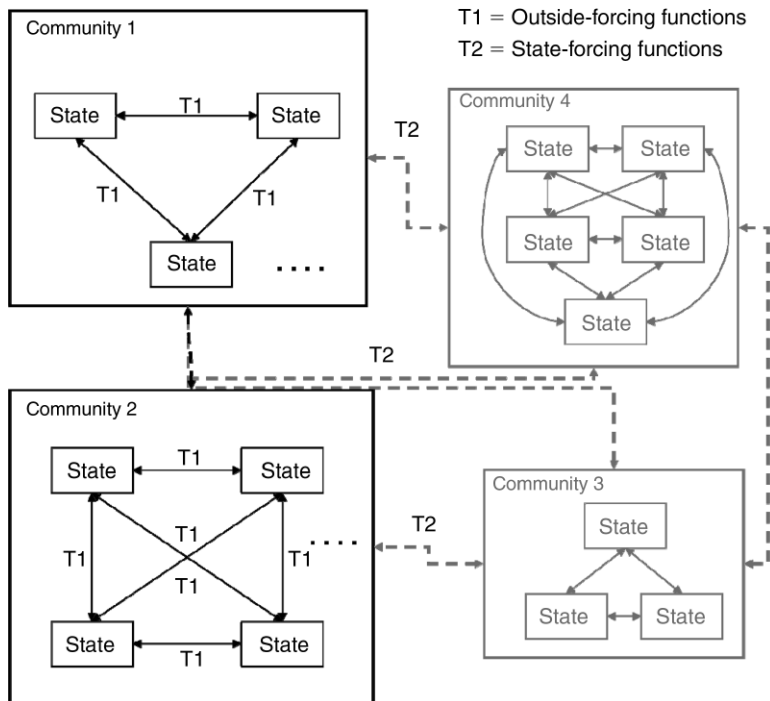 T1 = Outside-forcing functions
T2 = State-forcing functions
Community 1
State
T1
State
T1
T1
State
....
T2
Community 4
State
State
State
State
State
T2
Community 2
State
T1
State
T1
T1
T1
T1
....
State
T1
State
T2
Community 3
State
State
State